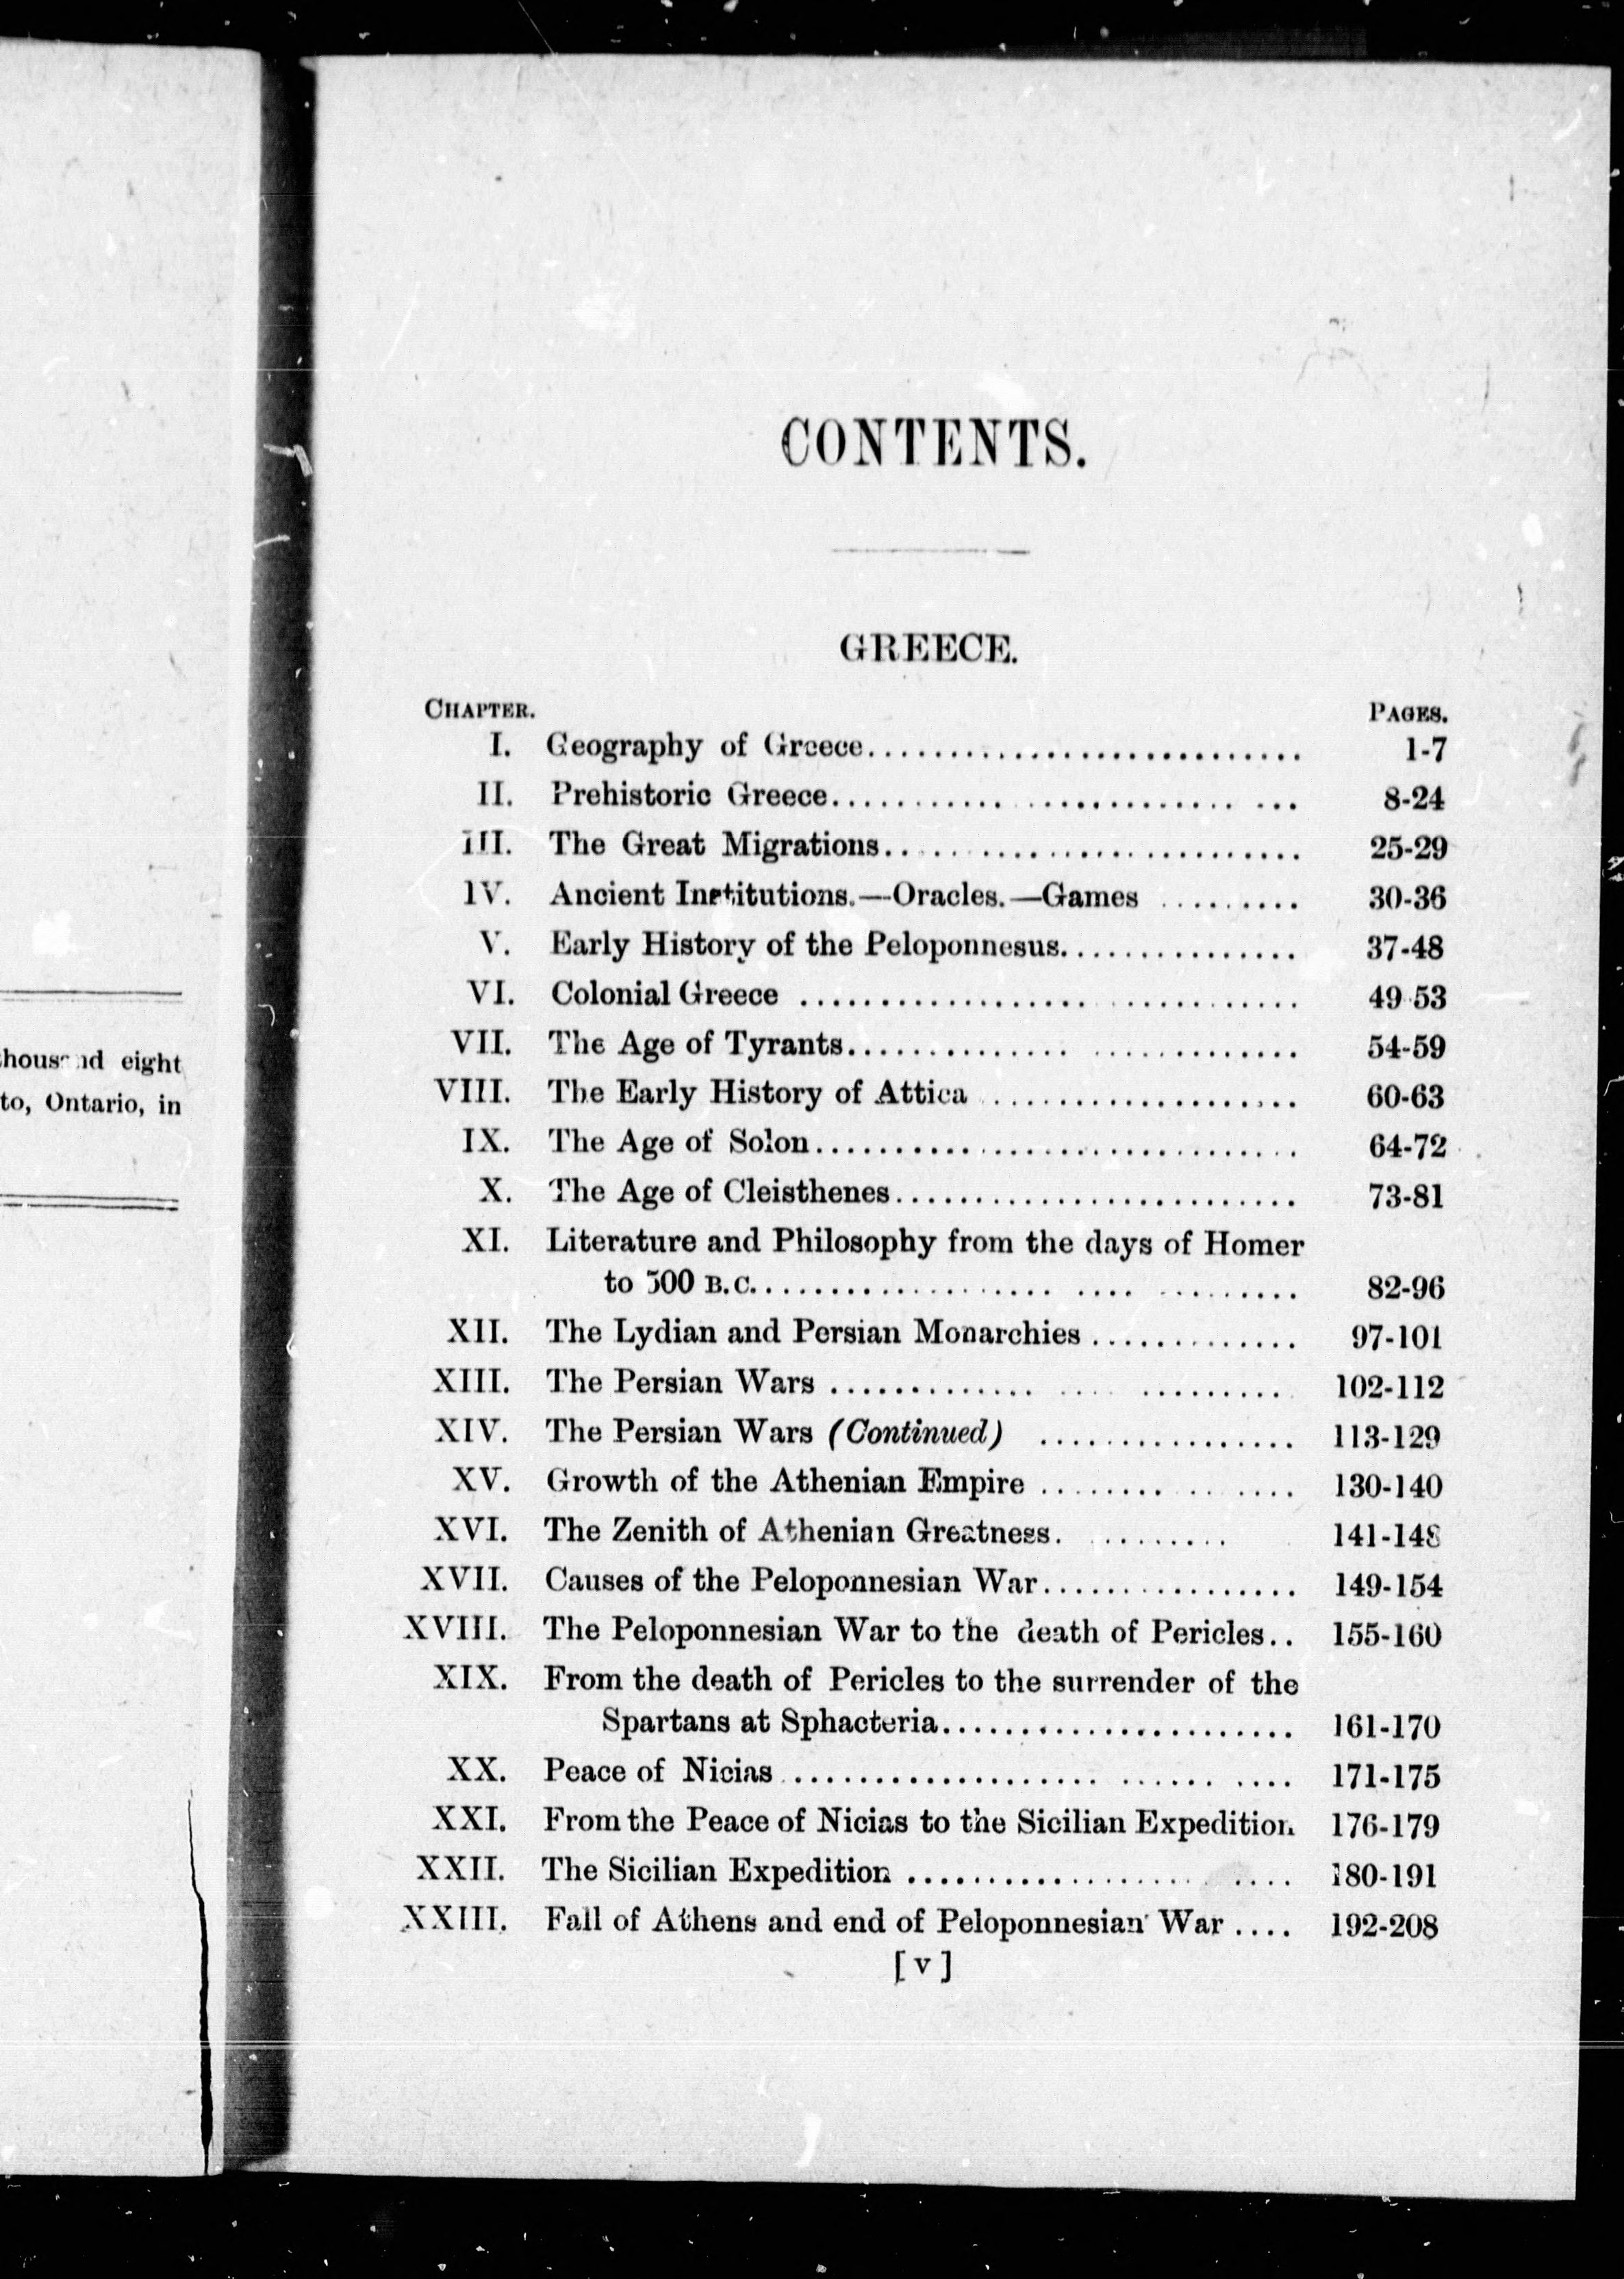 eight
to, Ontario, in
CONTENTS.
GREECE.
CHAPTER. PAGES.
I. Geography of Greece............................ 1-7
II. Prehistoric Greece............................ 8-24
III. The Great Migrations.......................... 25-29
IV. Ancient Institutions.—Oracles.—Games ......... 30-36
V. Early History of the Peloponnesus............... 37-48
VI. Colonial Greece ............................... 49-53
VII. The Age of Tyrants............................ 54-59
VIII. The Early History of Attica .................... 60-63
IX. The Age of Solon.............................. 64-72
X. The Age of Cleisthenes......................... 73-81
XI. Literature and Philosophy from the days of Homer
to 500 B.C.................................. 82-96
XII. The Lydian and Persian Monarchies ............. 97-101
XIII. The Persian Wars ............................ 102-112
XIV. The Persian Wars (Continued) ................ 113-129
XV. Growth of the Athenian Empire ................ 130-140
XVI. The Zenith of Athenian Greatness. ......... 141-148
XVII. Causes of the Peloponnesian War................ 149-154
XVIII. The Peloponnesian War to the death of Pericles.. 155-160
XIX. From the death of Pericles to the surrender of the
Spartans at Sphacteria...................... 161-170
XX. Peace of Nicias ............................. 171-175
XXI. From the Peace of Nicias to the Sicilian Expedition 176-179
XXII. The Sicilian Expedition ....................... 180-191
XXIII. Fall of Athens and end of Peloponnesian War .... 192-208
[v]